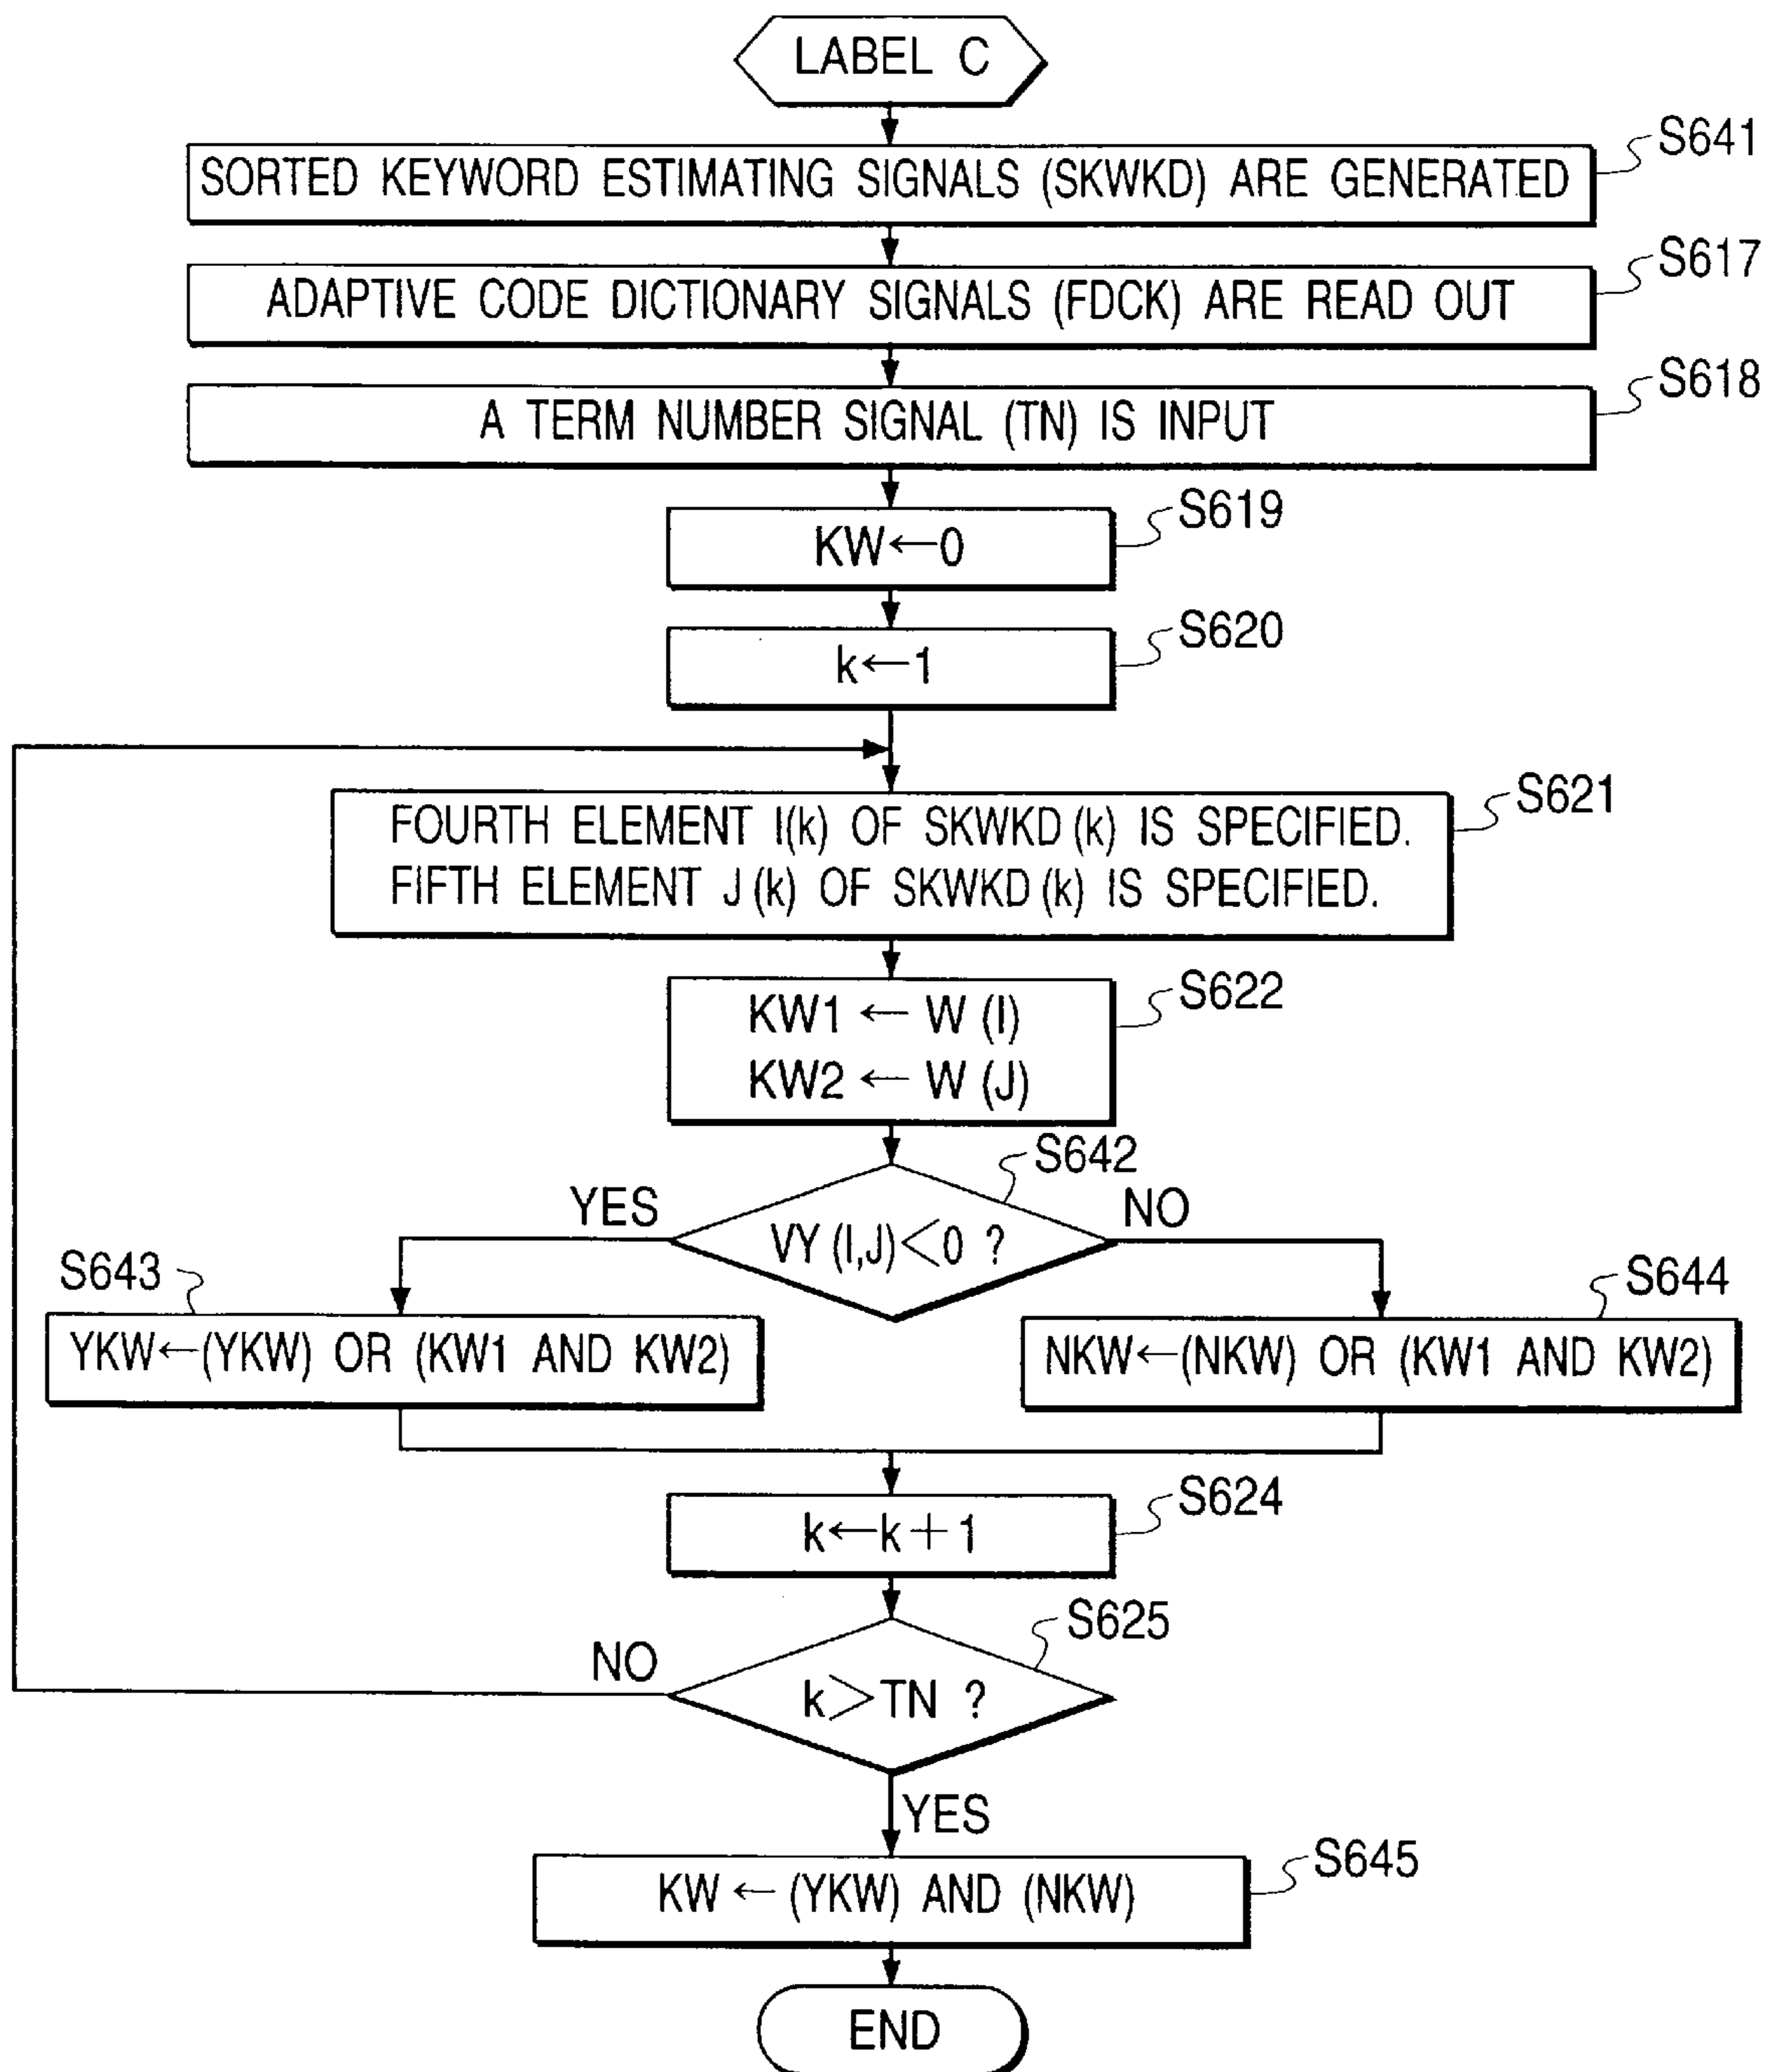 LABEL C
SORTED KEYWORD ESTIMATING SIGNALS (SKWKD) ARE GENERATED
S641
ADAPTIVE CODE DICTIONARY SIGNALS (FDCK) ARE READ OUT
S617
A TERM NUMBER SIGNAL (TN) IS INPUT
S618
KW←0
S619
k←1
S620
FOURTH ELEMENT I(k) OF SKWKD (k) IS SPECIFIED.
FIFTH ELEMENT J (k) OF SKWKD (k) IS SPECIFIED.
S621
KW1 ← W (I)
KW2 ← W (J)
S622
VY (I,J)<0 ?
S642
YES
NO
S643
YKW←(YKW) OR (KW1 AND KW2)
S644
NKW←(NKW) OR (KW1 AND KW2)
k←k+1
S624
k>TN ?
S625
NO
YES
KW ← (YKW) AND (NKW)
S645
END